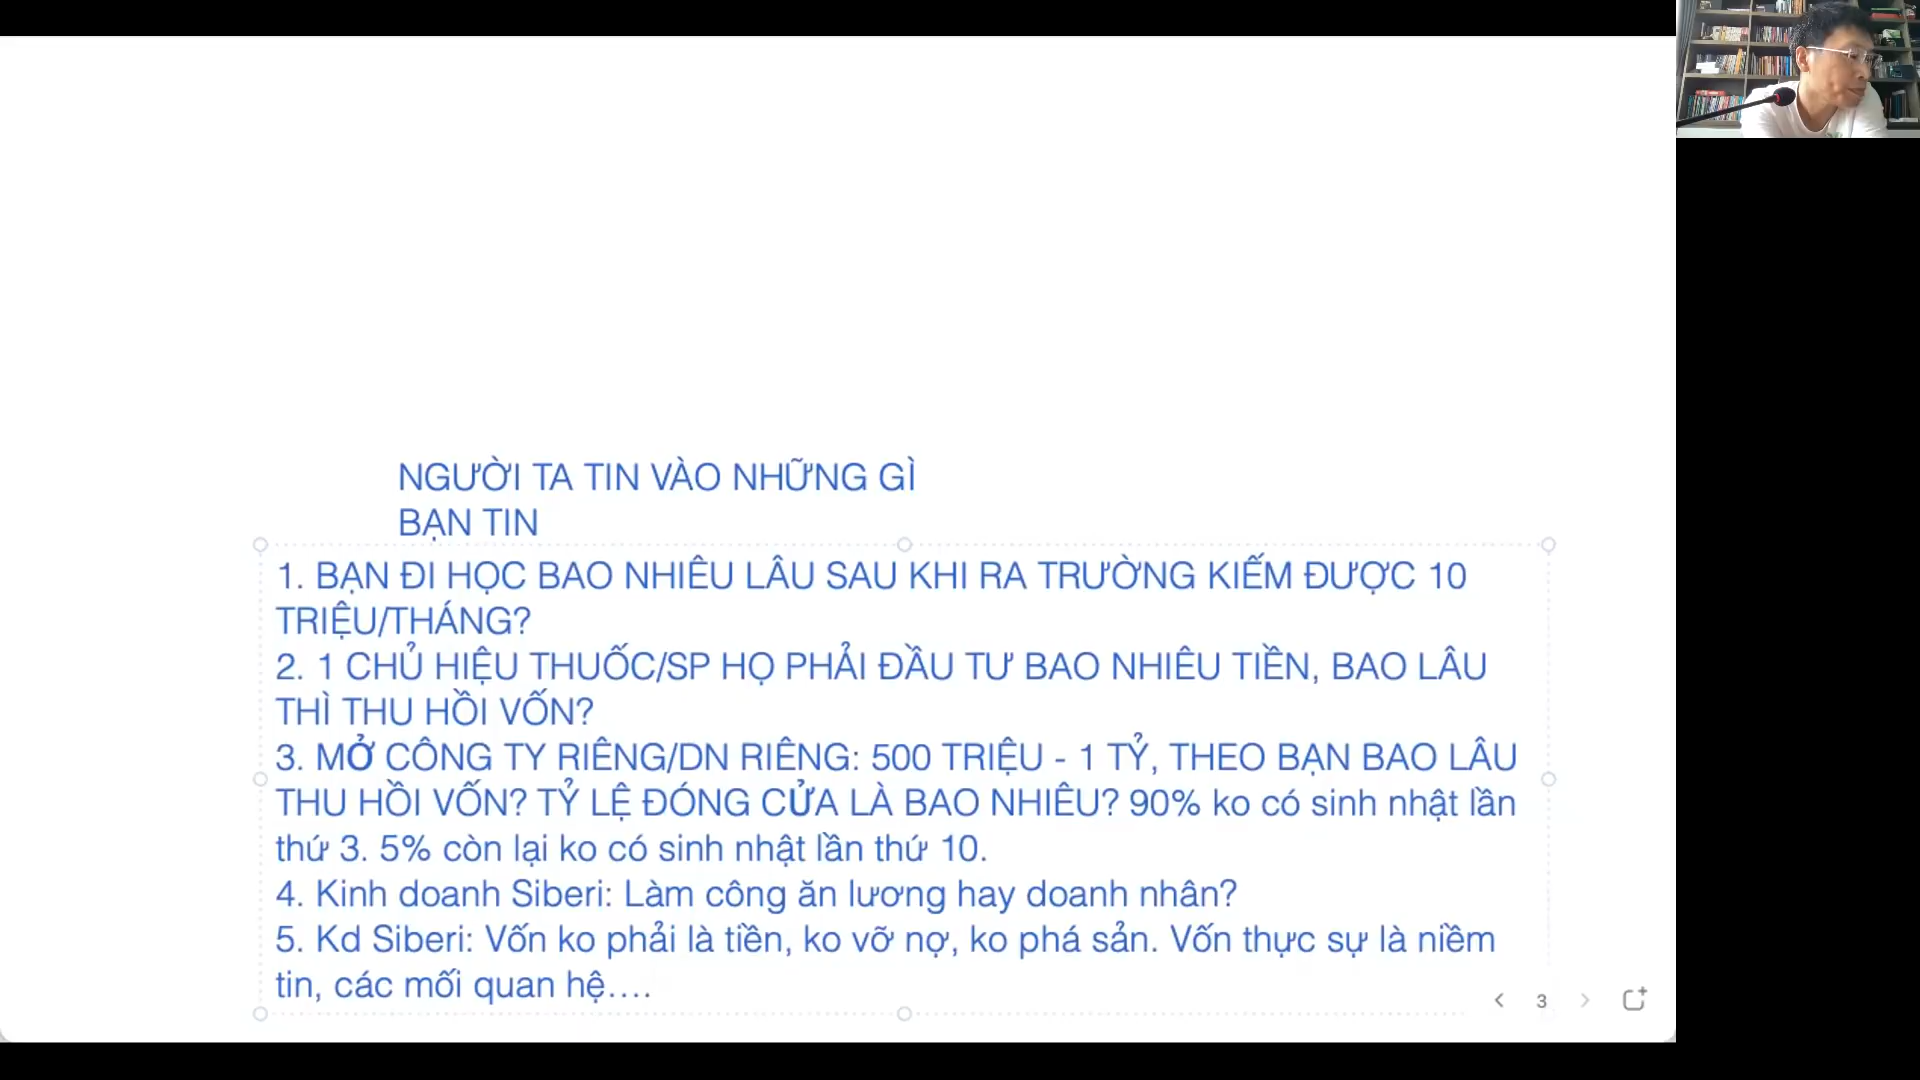 NGƯỜI TA TIN VÀO NHỮNG GÌ
BẠN TIN
1. BẠN ĐI HỌC BAO NHIÊU LÂU SAU KHI RA TRƯỜNG KIẾM ĐƯỢC 10
TRIỆU/THÁNG?
2. 1 CHỦ HIỆU THUỐC/SP HỌ PHẢI ĐẦU TƯ BAO NHIÊU TIỀN, BAO LÂU
THÌ THU HỒI VỐN?
3. MỞ CÔNG TY RIÊNG/DN RIÊNG: 500 TRIỆU - 1 TỶ, THEO BẠN BAO LÂU
THU HỒI VỐN? TỶ LỆ ĐÓNG CỬA LÀ BAO NHIÊU? 90% ko có sinh nhật lần
thứ 3. 5% còn lại ko có sinh nhật lần thứ 10.
4. Kinh doanh Siberi: Làm công ăn lương hay doanh nhân?
5. Kd Siberi: Vốn ko phải là tiền, ko vỡ nợ, ko phá sản. Vốn thực sự là niềm
tin, các mối quan hệ....
3